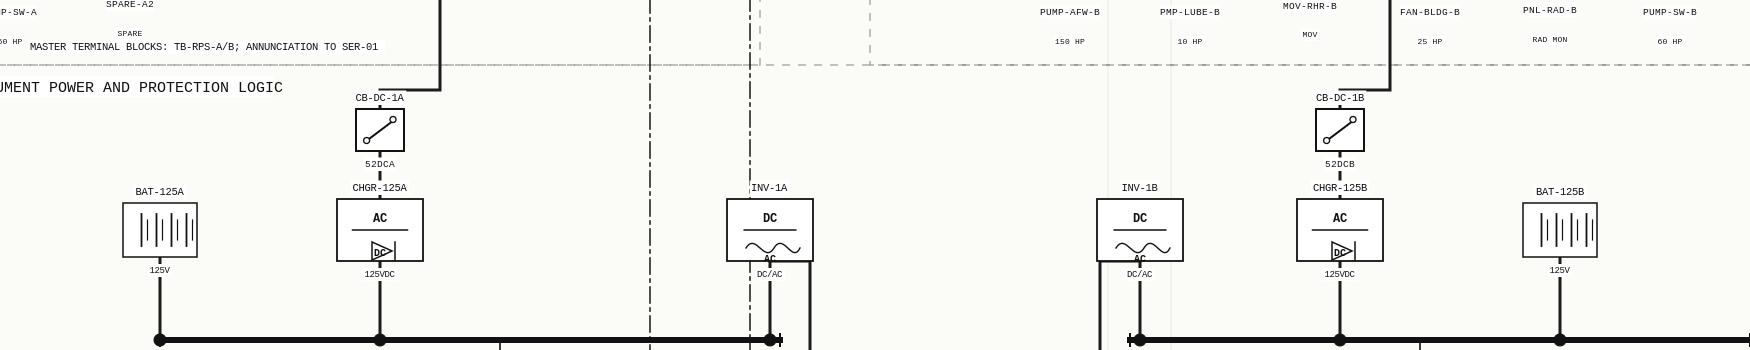 P-SW-A
SPARE-A2
PUMP-AFW-B
PMP-LUBE-B
MOV-RHR-B
FAN-BLDG-B
PNL-RAD-B
PUMP-SW-B
60 HP
SPARE
150 HP
10 HP
MOV
25 HP
RAD MON
60 HP
MASTER TERMINAL BLOCKS: TB-RPS-A/B; ANNUNCIATION TO SER-01
UMENT POWER AND PROTECTION LOGIC
CB-DC-1A
CB-DC-1B
52DCA
52DCB
BAT-125A
CHGR-125A
INV-1A
INV-1B
CHGR-125B
BAT-125B
AC
DC
DC
AC
DC
AC
AC
DC
125V
125VDC
DC/AC
DC/AC
125VDC
125V